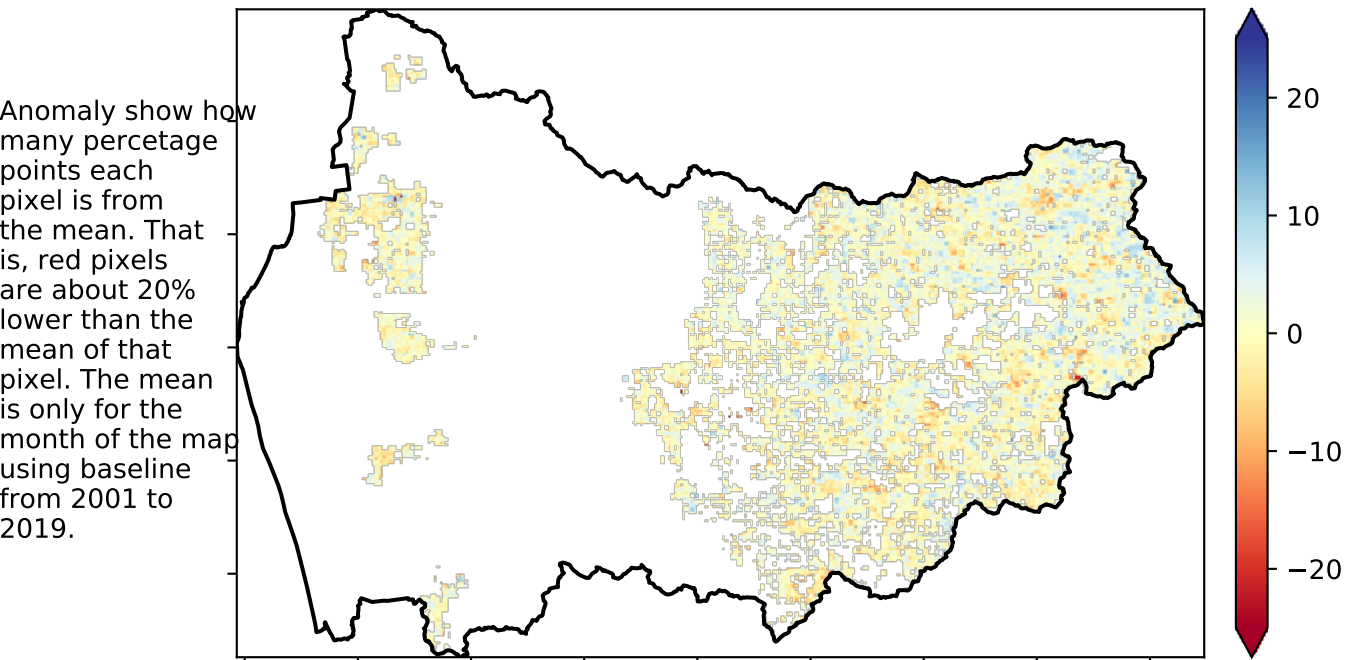 Anomaly show how
many percetage
points each
pixel is from
the mean. That
is, red pixels
are about 20%
lower than the
mean of that
pixel. The mean
is only for the
month of the map
using baseline
from 2001 to
2019.
20
10
0
−10
−20